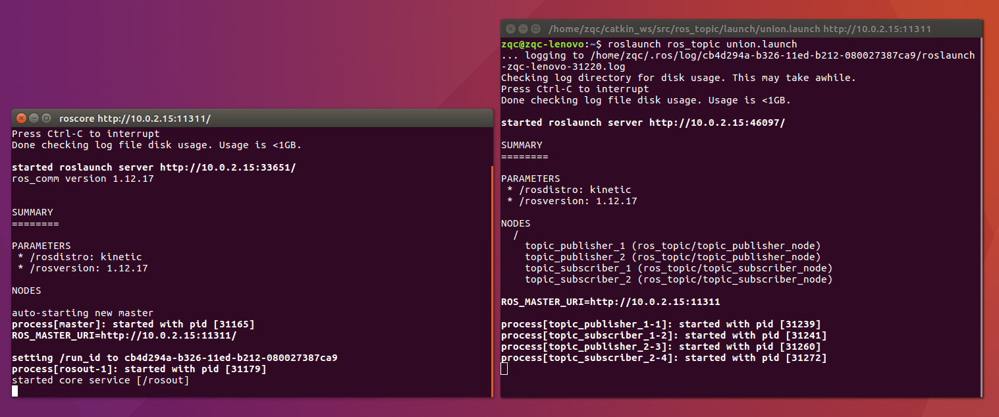 roscore http://10.0.2.15:11311/
Press Ctrl-C to interrupt
Done checking log file disk usage. Usage is <1GB.
started roslaunch server http://10.0.2.15:33651/
ros_comm version 1.12.17
SUMMARY
========
PARAMETERS
* /rosdistro: kinetic
* /rosversion: 1.12.17
NODES
auto-starting new master
process[master]: started with pid [31165]
ROS_MASTER_URI=http://10.0.2.15:11311/
setting /run_id to cb4d294a-b326-11ed-b212-080027387ca9
process[rosout-1]: started with pid [31179]
started core service [/rosout]
/home/zqc/catkin_ws/src/ros_topic/launch/union.launch http://10.0.2.15:11311
zqc@zqc-lenovo:~$ roslaunch ros_topic union.launch
... logging to /home/zqc/.ros/log/cb4d294a-b326-11ed-b212-080027387ca9/roslaunch
-zqc-lenovo-31220.log
Checking log directory for disk usage. This may take awhile.
Press Ctrl-C to interrupt
Done checking log file disk usage. Usage is <1GB.
started roslaunch server http://10.0.2.15:46097/
SUMMARY
========
PARAMETERS
* /rosdistro: kinetic
* /rosversion: 1.12.17
NODES
/
topic_publisher_1 (ros_topic/topic_publisher_node)
topic_publisher_2 (ros_topic/topic_publisher_node)
topic_subscriber_1 (ros_topic/topic_subscriber_node)
topic_subscriber_2 (ros_topic/topic_subscriber_node)
ROS_MASTER_URI=http://10.0.2.15:11311
process[topic_publisher_1-1]: started with pid [31239]
process[topic_subscriber_1-2]: started with pid [31241]
process[topic_publisher_2-3]: started with pid [31260]
process[topic_subscriber_2-4]: started with pid [31272]